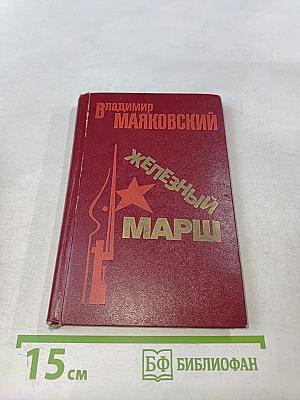 Владимир
МАЯКОВСКИЙ
ЖЕЛЕЗНЫЙ
МАРШ
15 см
БФ БИБЛИОФАН